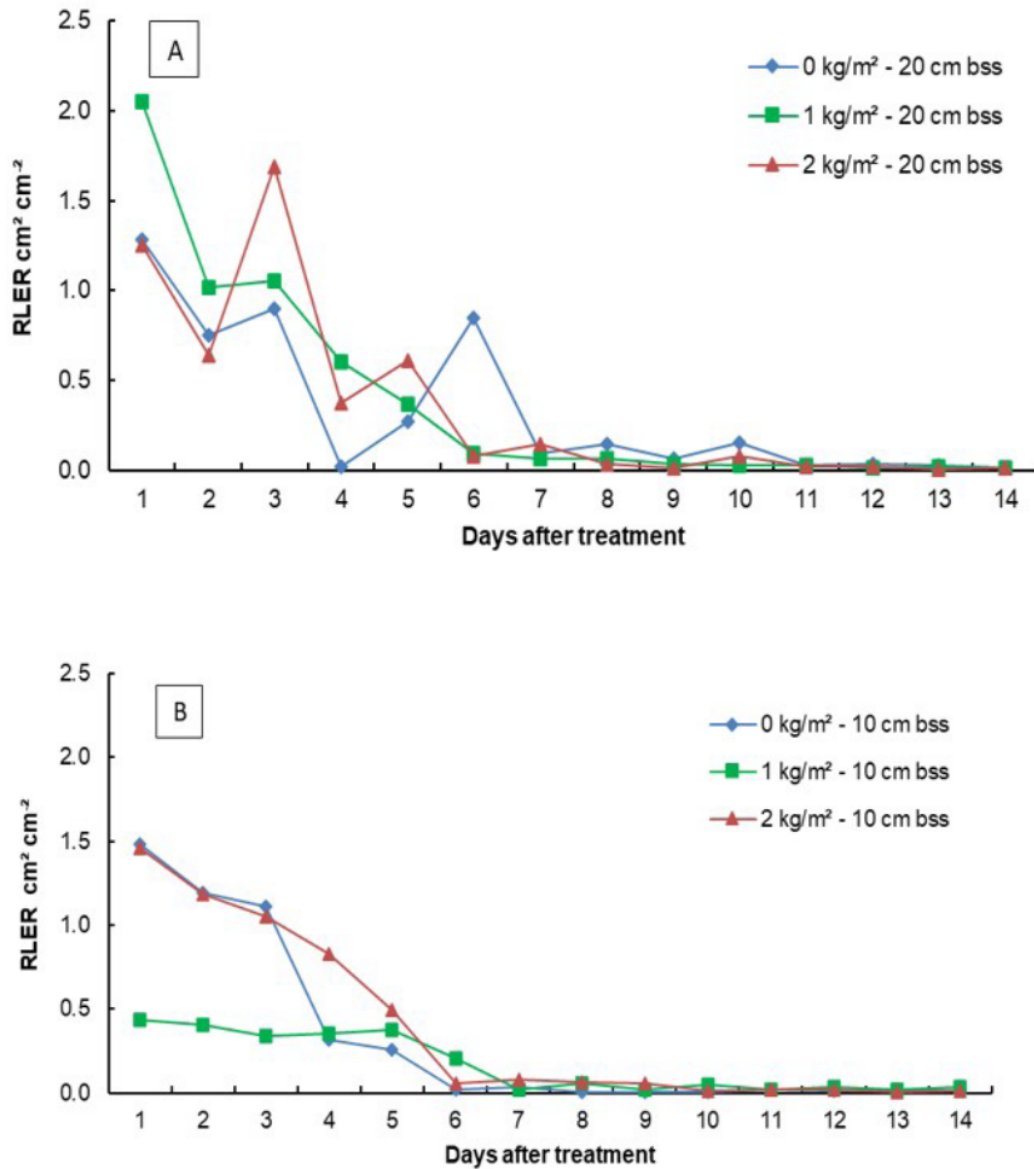 A
2.5
2.0
1.5
1.0
0.5
0.0
RLER cm² cm⁻²
0 kg/m² - 20 cm bss
1 kg/m² - 20 cm bss
2 kg/m² - 20 cm bss
1 2 3 4 5 6 7 8 9 10 11 12 13 14
Days after treatment
B
2.5
2.0
1.5
1.0
0.5
0.0
RLER cm² cm⁻²
0 kg/m² - 10 cm bss
1 kg/m² - 10 cm bss
2 kg/m² - 10 cm bss
1 2 3 4 5 6 7 8 9 10 11 12 13 14
Days after treatment